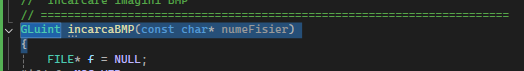 // incarcare imagini BMP
// ==================================================================
GLuint incarcaBMP(const char* numeFisier)
{
FILE* f = NULL;